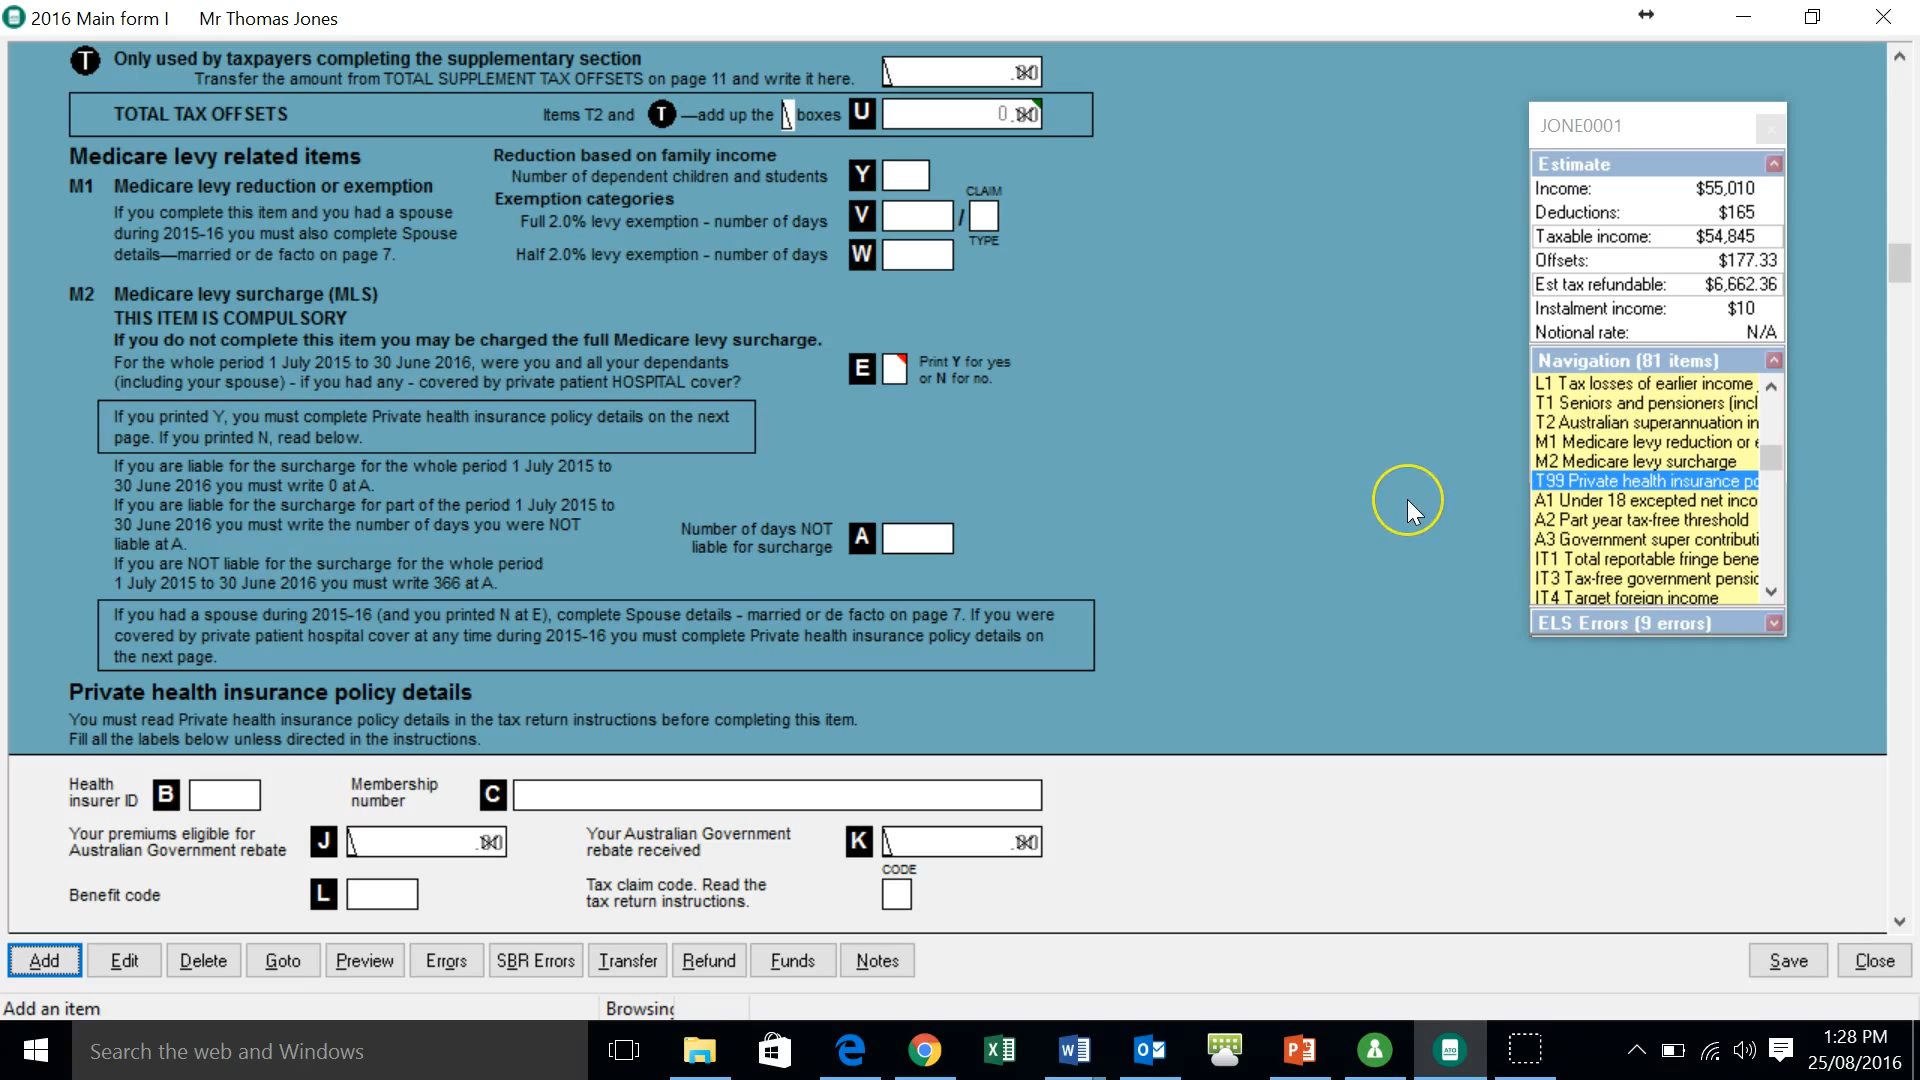 2016 Main form I Mr Thomas Jones
T Only used by taxpayers completing the supplementary section
Transfer the amount from TOTAL SUPPLEMENT TAX OFFSETS on page 11 and write it here.
TOTAL TAX OFFSETS Items T2 and T —add up the \ boxes U 0
Medicare levy related items
M1 Medicare levy reduction or exemption
If you complete this item and you had a spouse
during 2015-16 you must also complete Spouse
details—married or de facto on page 7.
Reduction based on family income
Number of dependent children and students Y
Exemption categories
CLAIM
Full 2.0% levy exemption - number of days V /
TYPE
Half 2.0% levy exemption - number of days W
M2 Medicare levy surcharge (MLS)
THIS ITEM IS COMPULSORY
If you do not complete this item you may be charged the full Medicare levy surcharge.
For the whole period 1 July 2015 to 30 June 2016, were you and all your dependants
(including your spouse) - if you had any - covered by private patient HOSPITAL cover?
E Print Y for yes
or N for no.
If you printed Y, you must complete Private health insurance policy details on the next
page. If you printed N, read below.
If you are liable for the surcharge for the whole period 1 July 2015 to
30 June 2016 you must write 0 at A.
If you are liable for the surcharge for part of the period 1 July 2015 to
30 June 2016 you must write the number of days you were NOT
liable at A.
If you are NOT liable for the surcharge for the whole period
1 July 2015 to 30 June 2016 you must write 366 at A.
Number of days NOT
liable for surcharge A
If you had a spouse during 2015-16 (and you printed N at E), complete Spouse details - married or de facto on page 7. If you were
covered by private patient hospital cover at any time during 2015-16 you must complete Private health insurance policy details on
the next page.
Private health insurance policy details
You must read Private health insurance policy details in the tax return instructions before completing this item.
Fill all the labels below unless directed in the instructions.
Health
insurer ID B
Membership
number C
Your premiums eligible for
Australian Government rebate J
Your Australian Government
rebate received K
Benefit code L
CODE
Tax claim code. Read the
tax return instructions.
JONE0001
Estimate
Income: $55,010
Deductions: $165
Taxable income: $54,845
Offsets: $177.33
Est tax refundable: $6,662.36
Instalment income: $10
Notional rate: N/A
Navigation (81 items)
L1 Tax losses of earlier income
T1 Seniors and pensioners (incl
T2 Australian superannuation in
M1 Medicare levy reduction or e
M2 Medicare levy surcharge
T99 Private health insurance po
A1 Under 18 excepted net inco
A2 Part year tax-free threshold
A3 Government super contributi
IT1 Total reportable fringe bene
IT3 Tax-free government pensic
IT4 Target foreign income
ELS Errors (9 errors)
Add Edit Delete Goto Preview Errors SBR Errors Transfer Refund Funds Notes Save Close
Add an item Browsing
Search the web and Windows
1:28 PM
25/08/2016